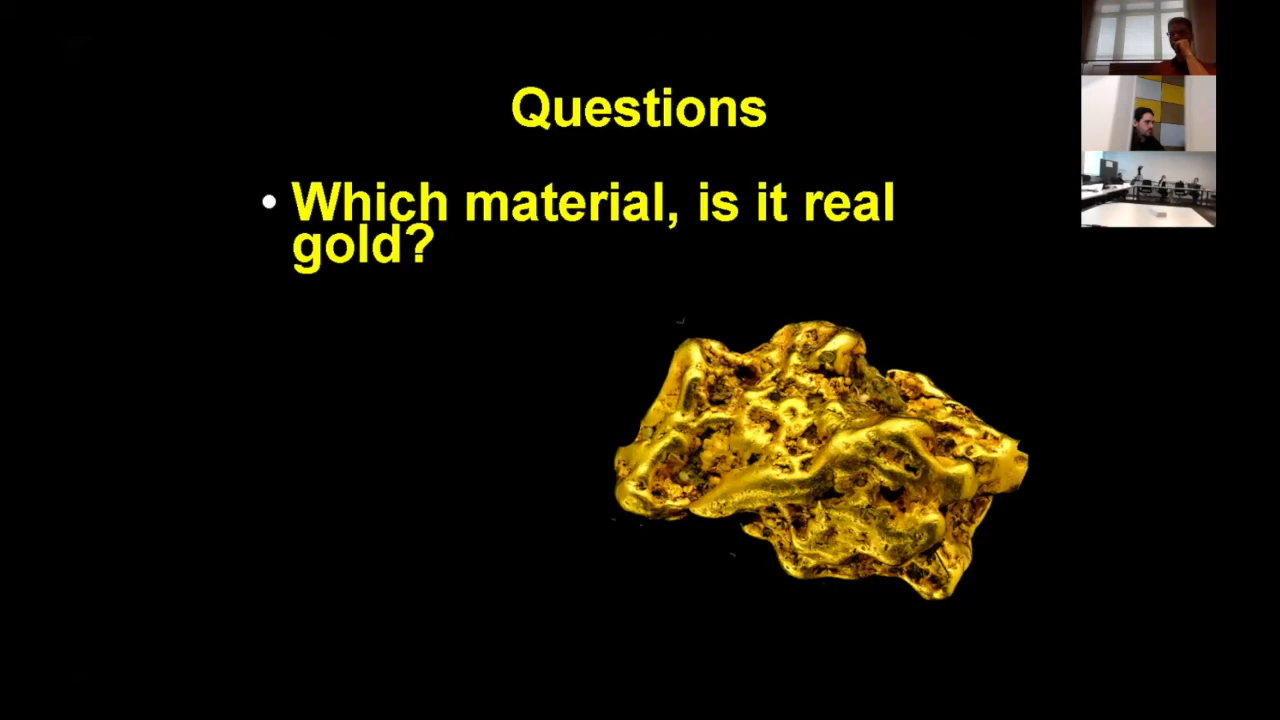 Questions
• Which material, is it real
gold?